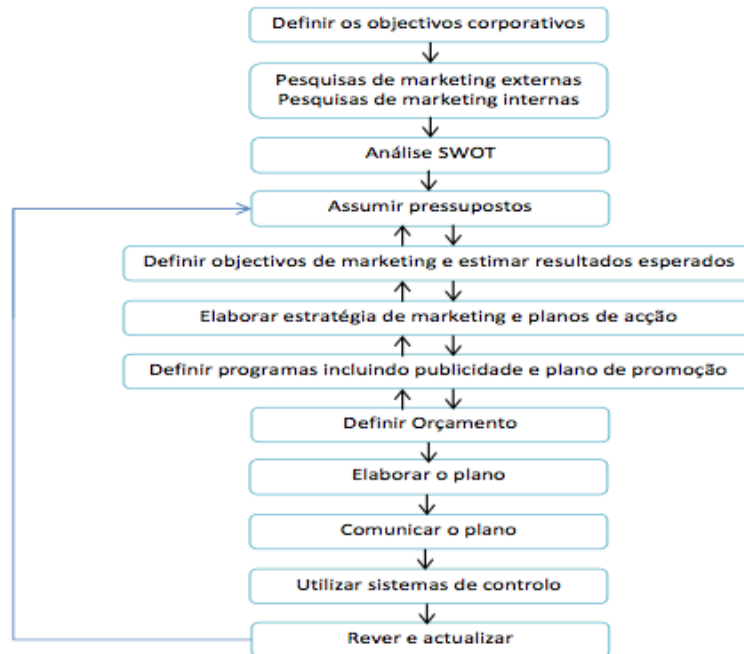 Definir os objectivos corporativos
Pesquisas de marketing externas
Pesquisas de marketing internas
Análise SWOT
Assumir pressupostos
Definir objectivos de marketing e estimar resultados esperados
Elaborar estratégia de marketing e planos de acção
Definir programas incluindo publicidade e plano de promoção
Definir Orçamento
Elaborar o plano
Comunicar o plano
Utilizar sistemas de controlo
Rever e actualizar